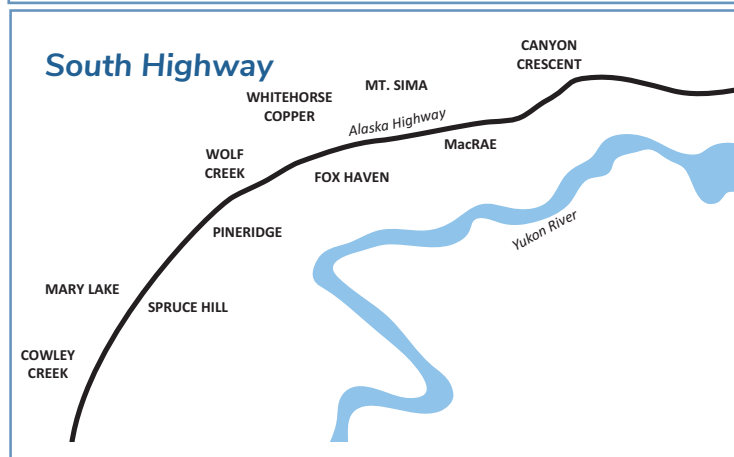 South Highway
CANYON
CRESCENT
MT. SIMA
WHITEHORSE
COPPER
Alaska Highway
MacRAE
WOLF
CREEK
FOX HAVEN
PINERIDGE
Yukon River
MARY LAKE
SPRUCE HILL
COWLEY
CREEK